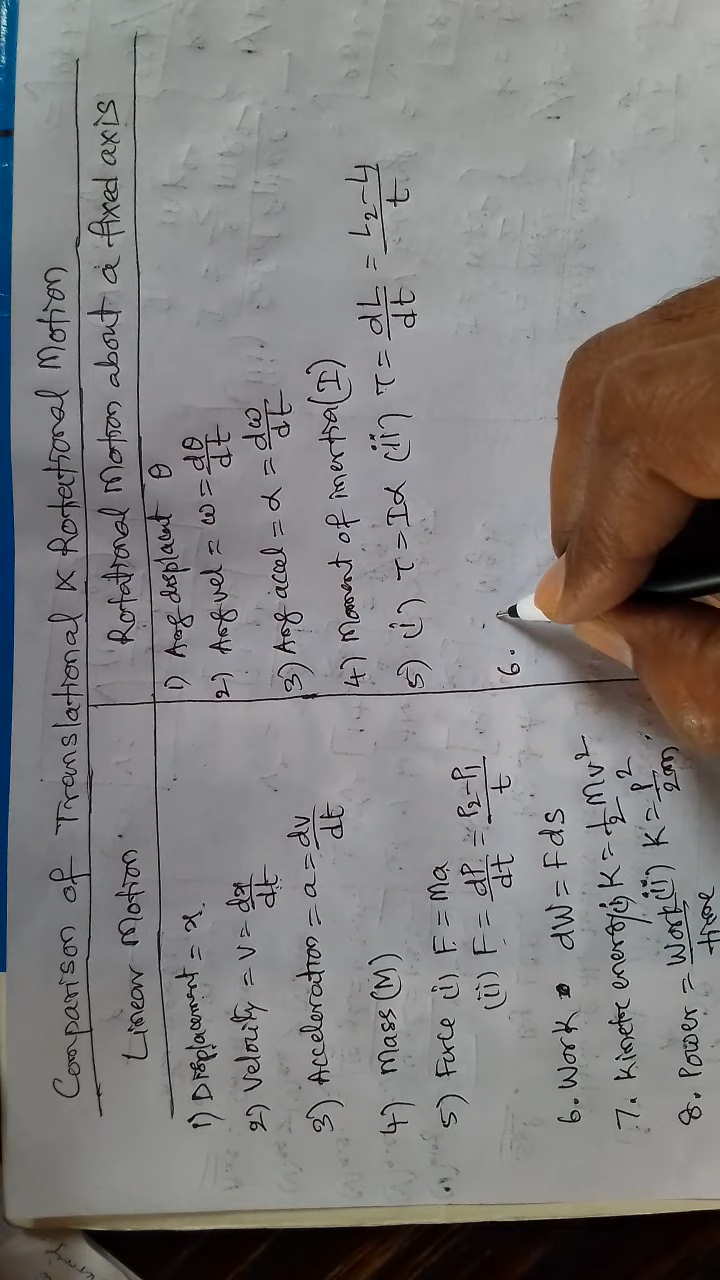 Comparison of Translational & Rotational Motion
Linear Motion
1) Displacement = x.
2) Velocity = v = dx/dt
3) Acceleration = a = dv/dt
4) Mass (M)
5) Force (i) F = Ma
(ii) F = dP/dt = P2-P1/t
6. Work dW = F ds
7. Kinetic energy (i) K = 1/2 Mv²
8. Power = Work/time (ii) K = P²/2m.
Rotational Motion about a fixed axis
1) Ang displacnt θ
2) Ang vel = ω = dθ/dt
3) Ang accel = α = dω/dt
4) Moment of inertia (I)
5) (i) τ = Iα (ii) τ = dL/dt = L2-L1/t
6.